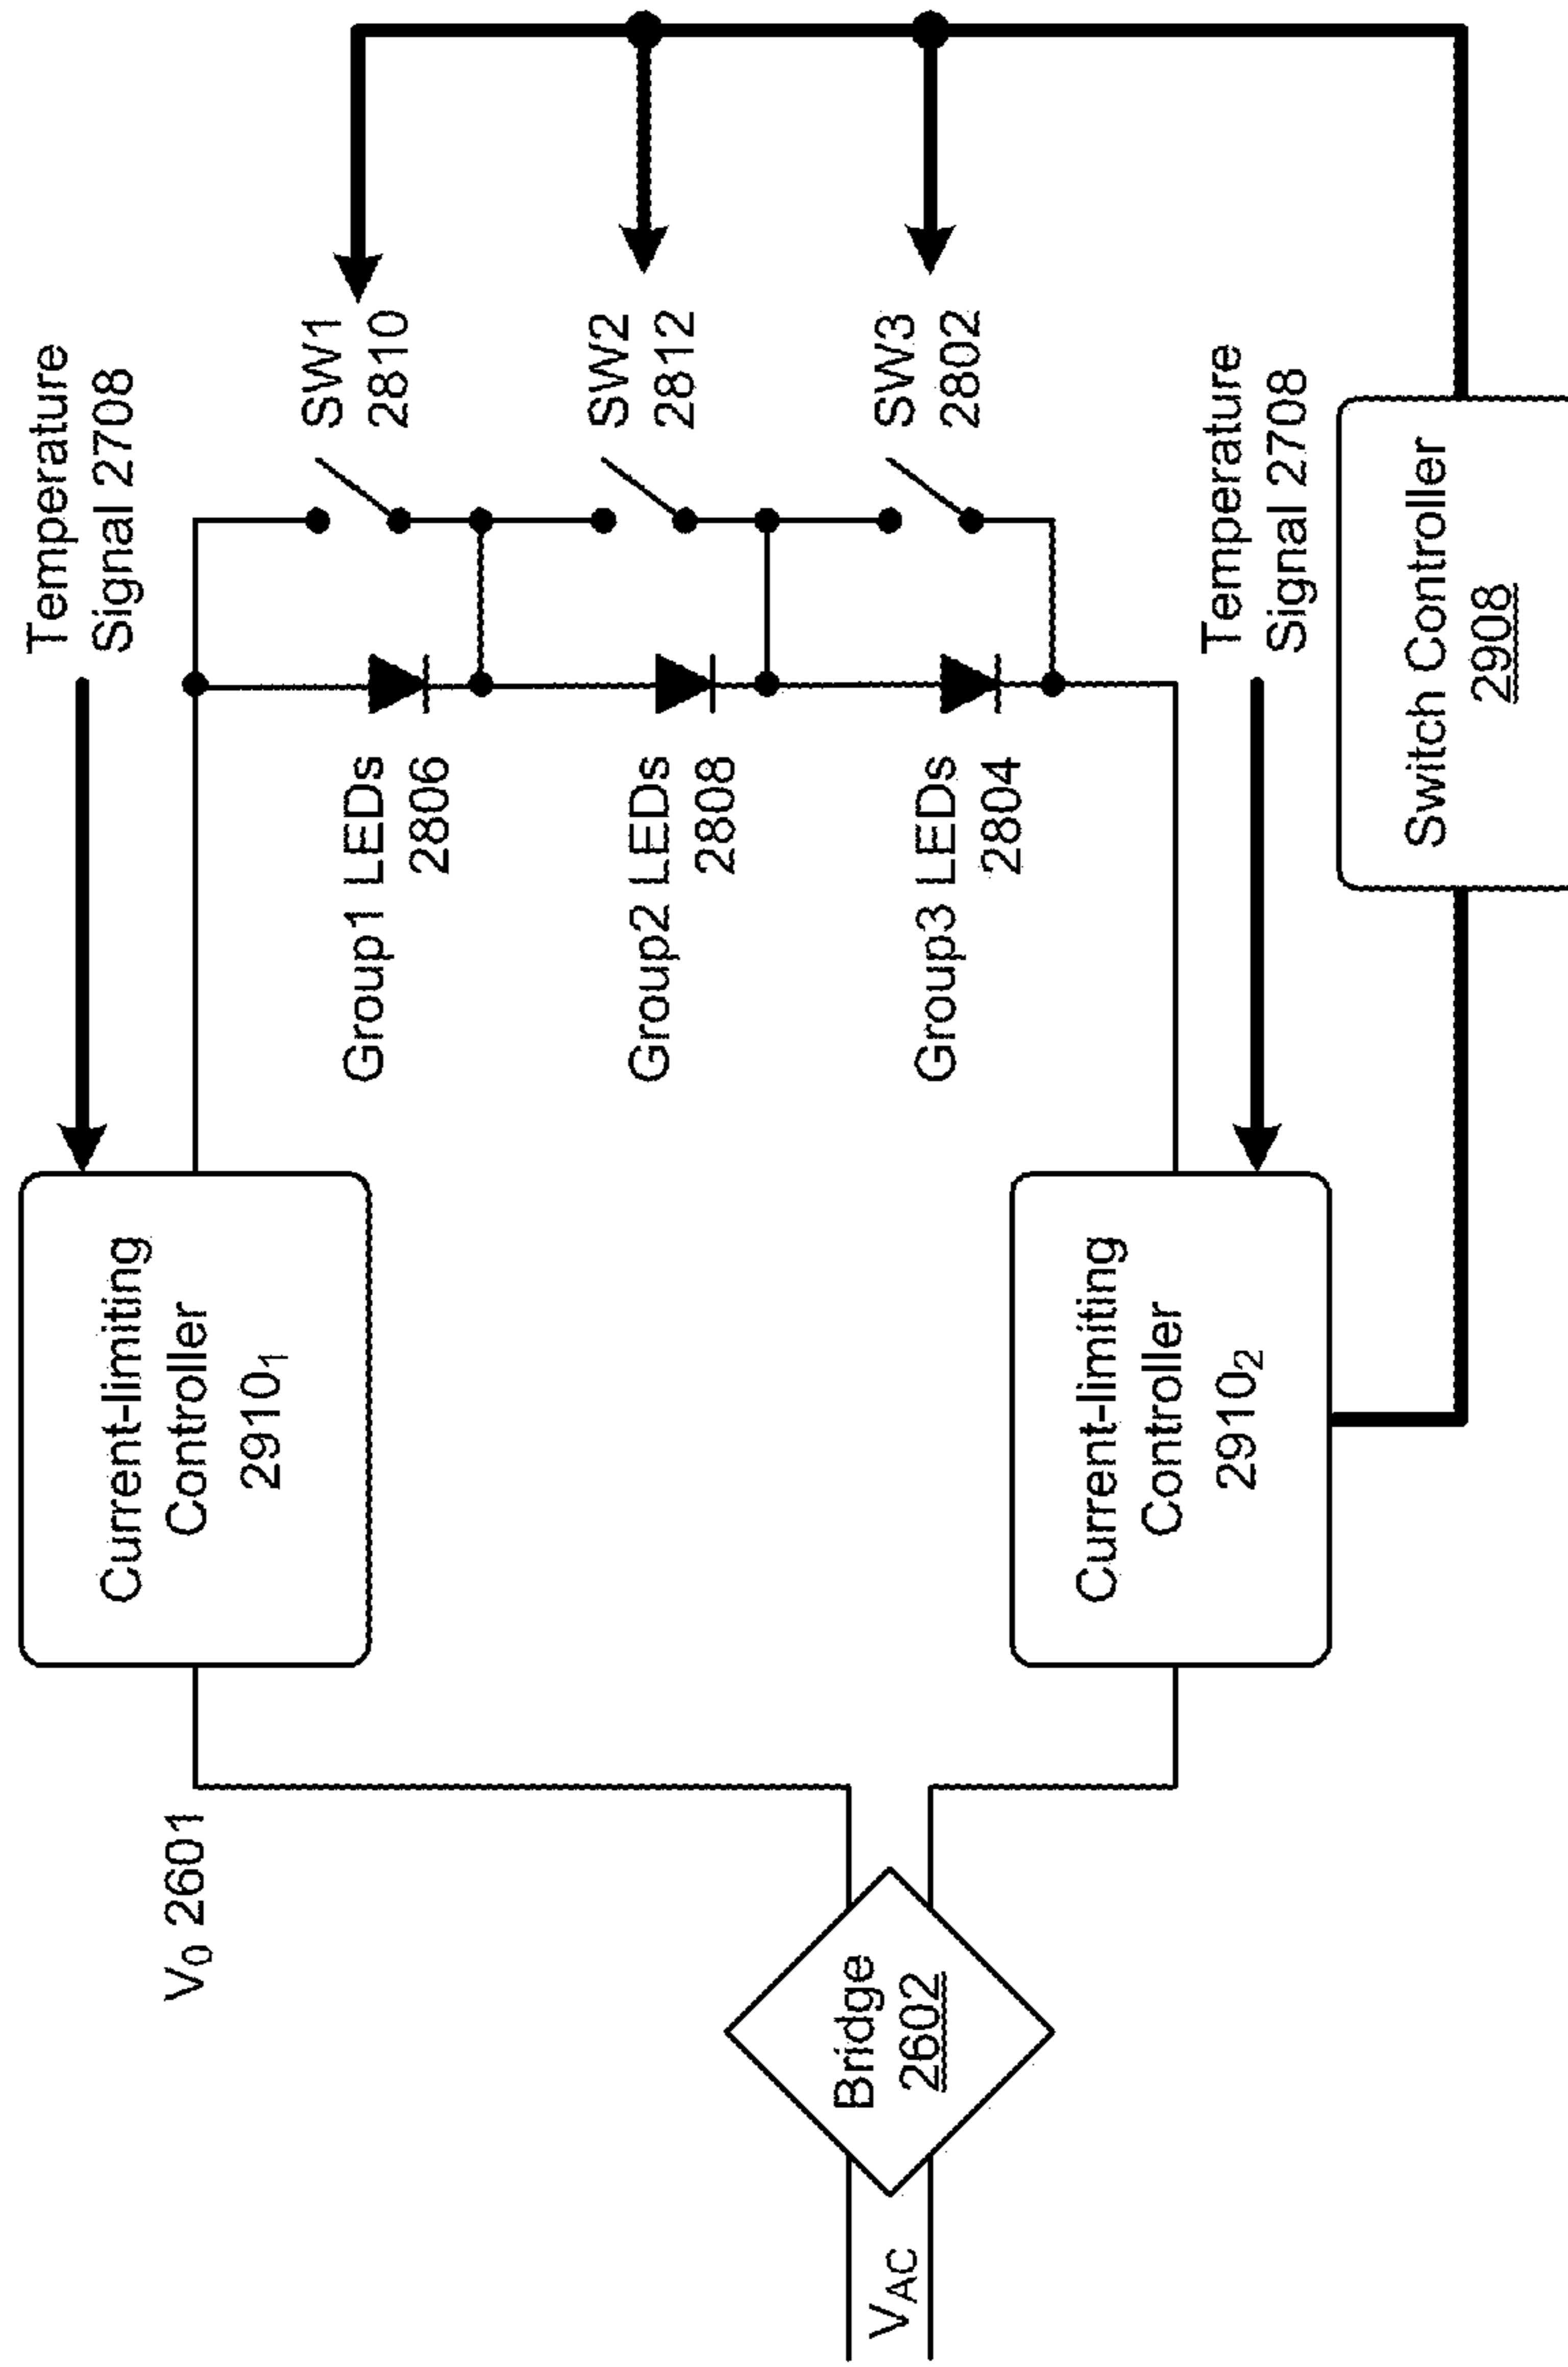 Temperature
Signal 2708
Current-limiting
Controller
2910₁
V₀ 2601
SW1
2810
Group1 LEDs
2806
SW2
2812
Group2 LEDs
2808
SW3
2802
Group3 LEDs
2804
Bridge
2602
V_AC
Temperature
Signal 2708
Current-limiting
Controller
2910₂
Switch Controller
2908